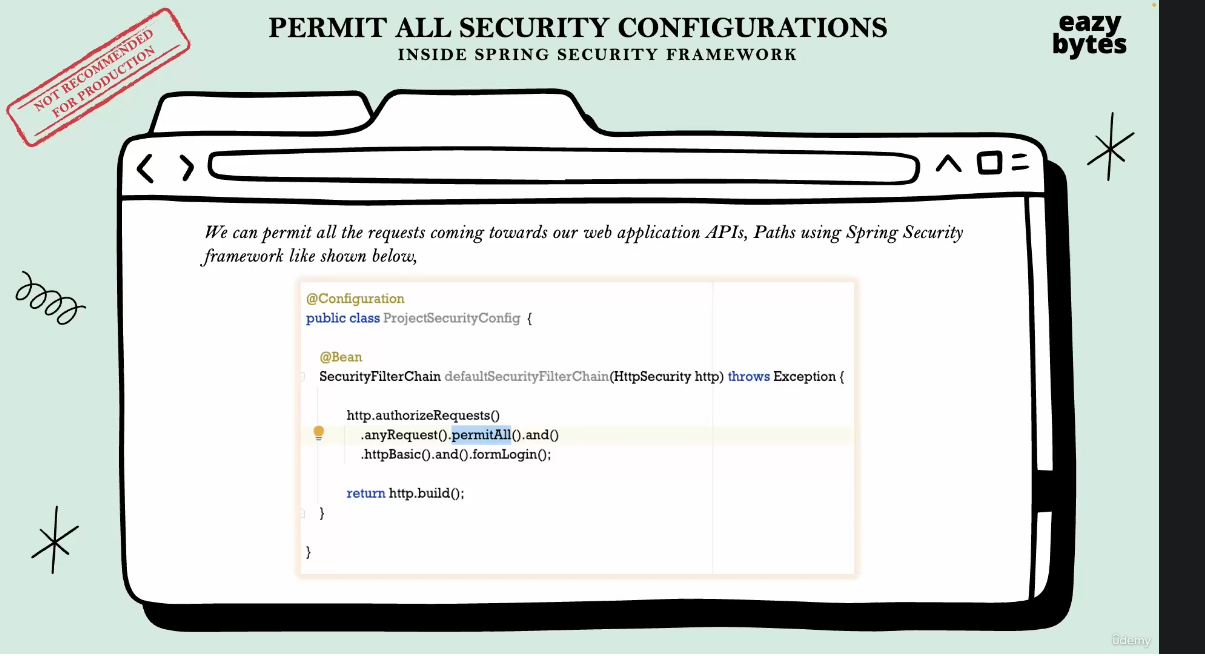 NOT RECOMMENDED
FOR PRODUCTION
PERMIT ALL SECURITY CONFIGURATIONS
INSIDE SPRING SECURITY FRAMEWORK
eazy
bytes
We can permit all the requests coming towards our web application APIs, Paths using Spring Security
framework like shown below,
@Configuration
public class ProjectSecurityConfig {
@Bean
SecurityFilterChain defaultSecurityFilterChain(HttpSecurity http) throws Exception {
http.authorizeRequests()
.anyRequest().permitAll().and()
.httpBasic().and().formLogin();
return http.build();
}
}
ûdemy